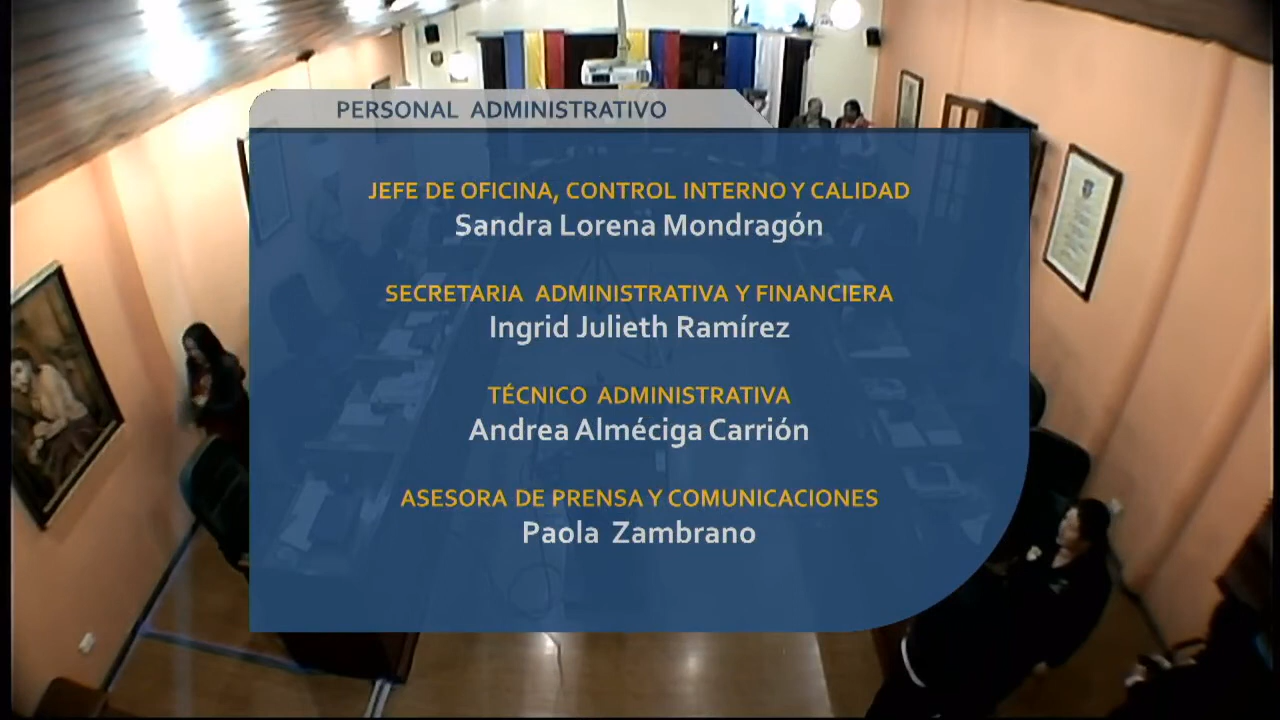 PERSONAL ADMINISTRATIVO
JEFE DE OFICINA, CONTROL INTERNO Y CALIDAD
Sandra Lorena Mondragón
SECRETARIA ADMINISTRATIVA Y FINANCIERA
Ingrid Julieth Ramírez
TÉCNICO ADMINISTRATIVA
Andrea Alméciga Carrión
ASESORA DE PRENSA Y COMUNICACIONES
Paola Zambrano